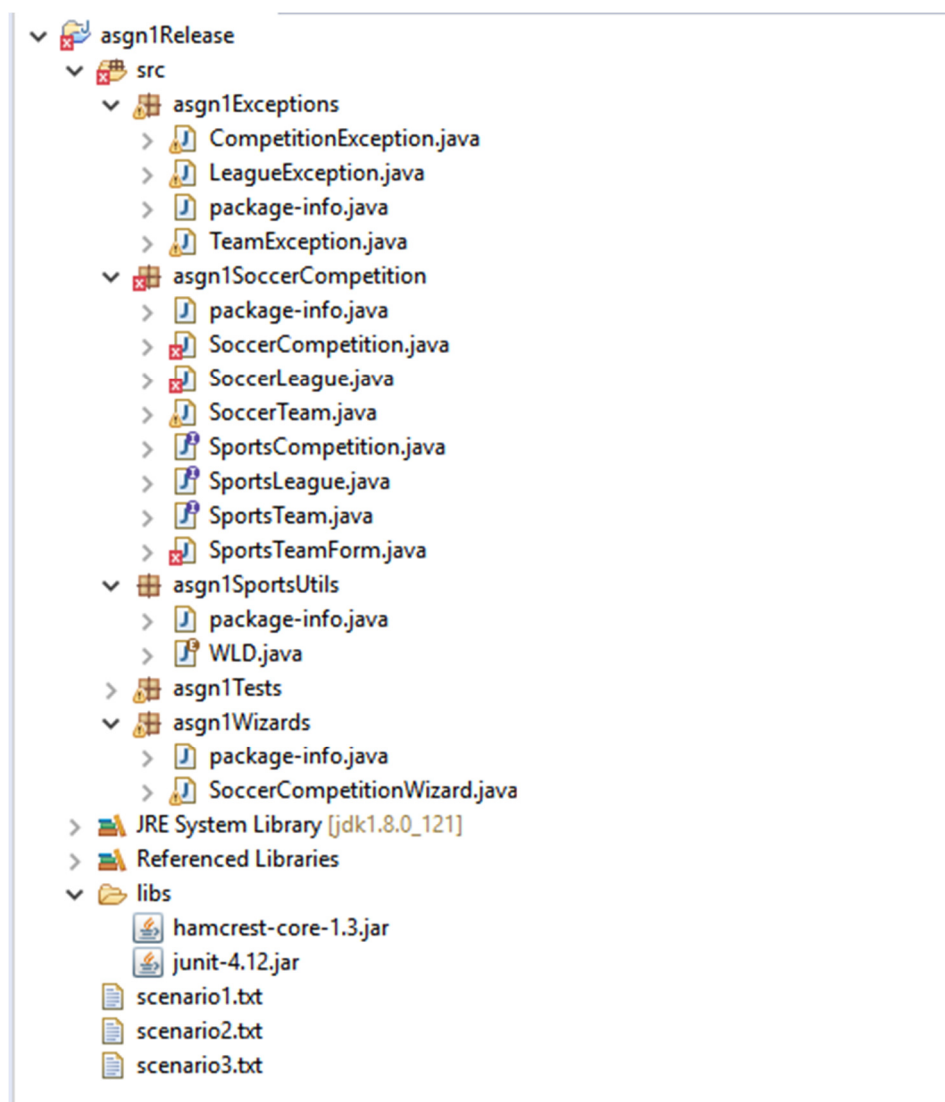 asgn1Release
src
asgn1Exceptions
CompetitionException.java
LeagueException.java
package-info.java
TeamException.java
asgn1SoccerCompetition
package-info.java
SoccerCompetition.java
SoccerLeague.java
SoccerTeam.java
SportsCompetition.java
SportsLeague.java
SportsTeam.java
SportsTeamForm.java
asgn1SportsUtils
package-info.java
WLD.java
asgn1Tests
asgn1Wizards
package-info.java
SoccerCompetitionWizard.java
JRE System Library [jdk1.8.0_121]
Referenced Libraries
libs
hamcrest-core-1.3.jar
junit-4.12.jar
scenario1.txt
scenario2.txt
scenario3.txt